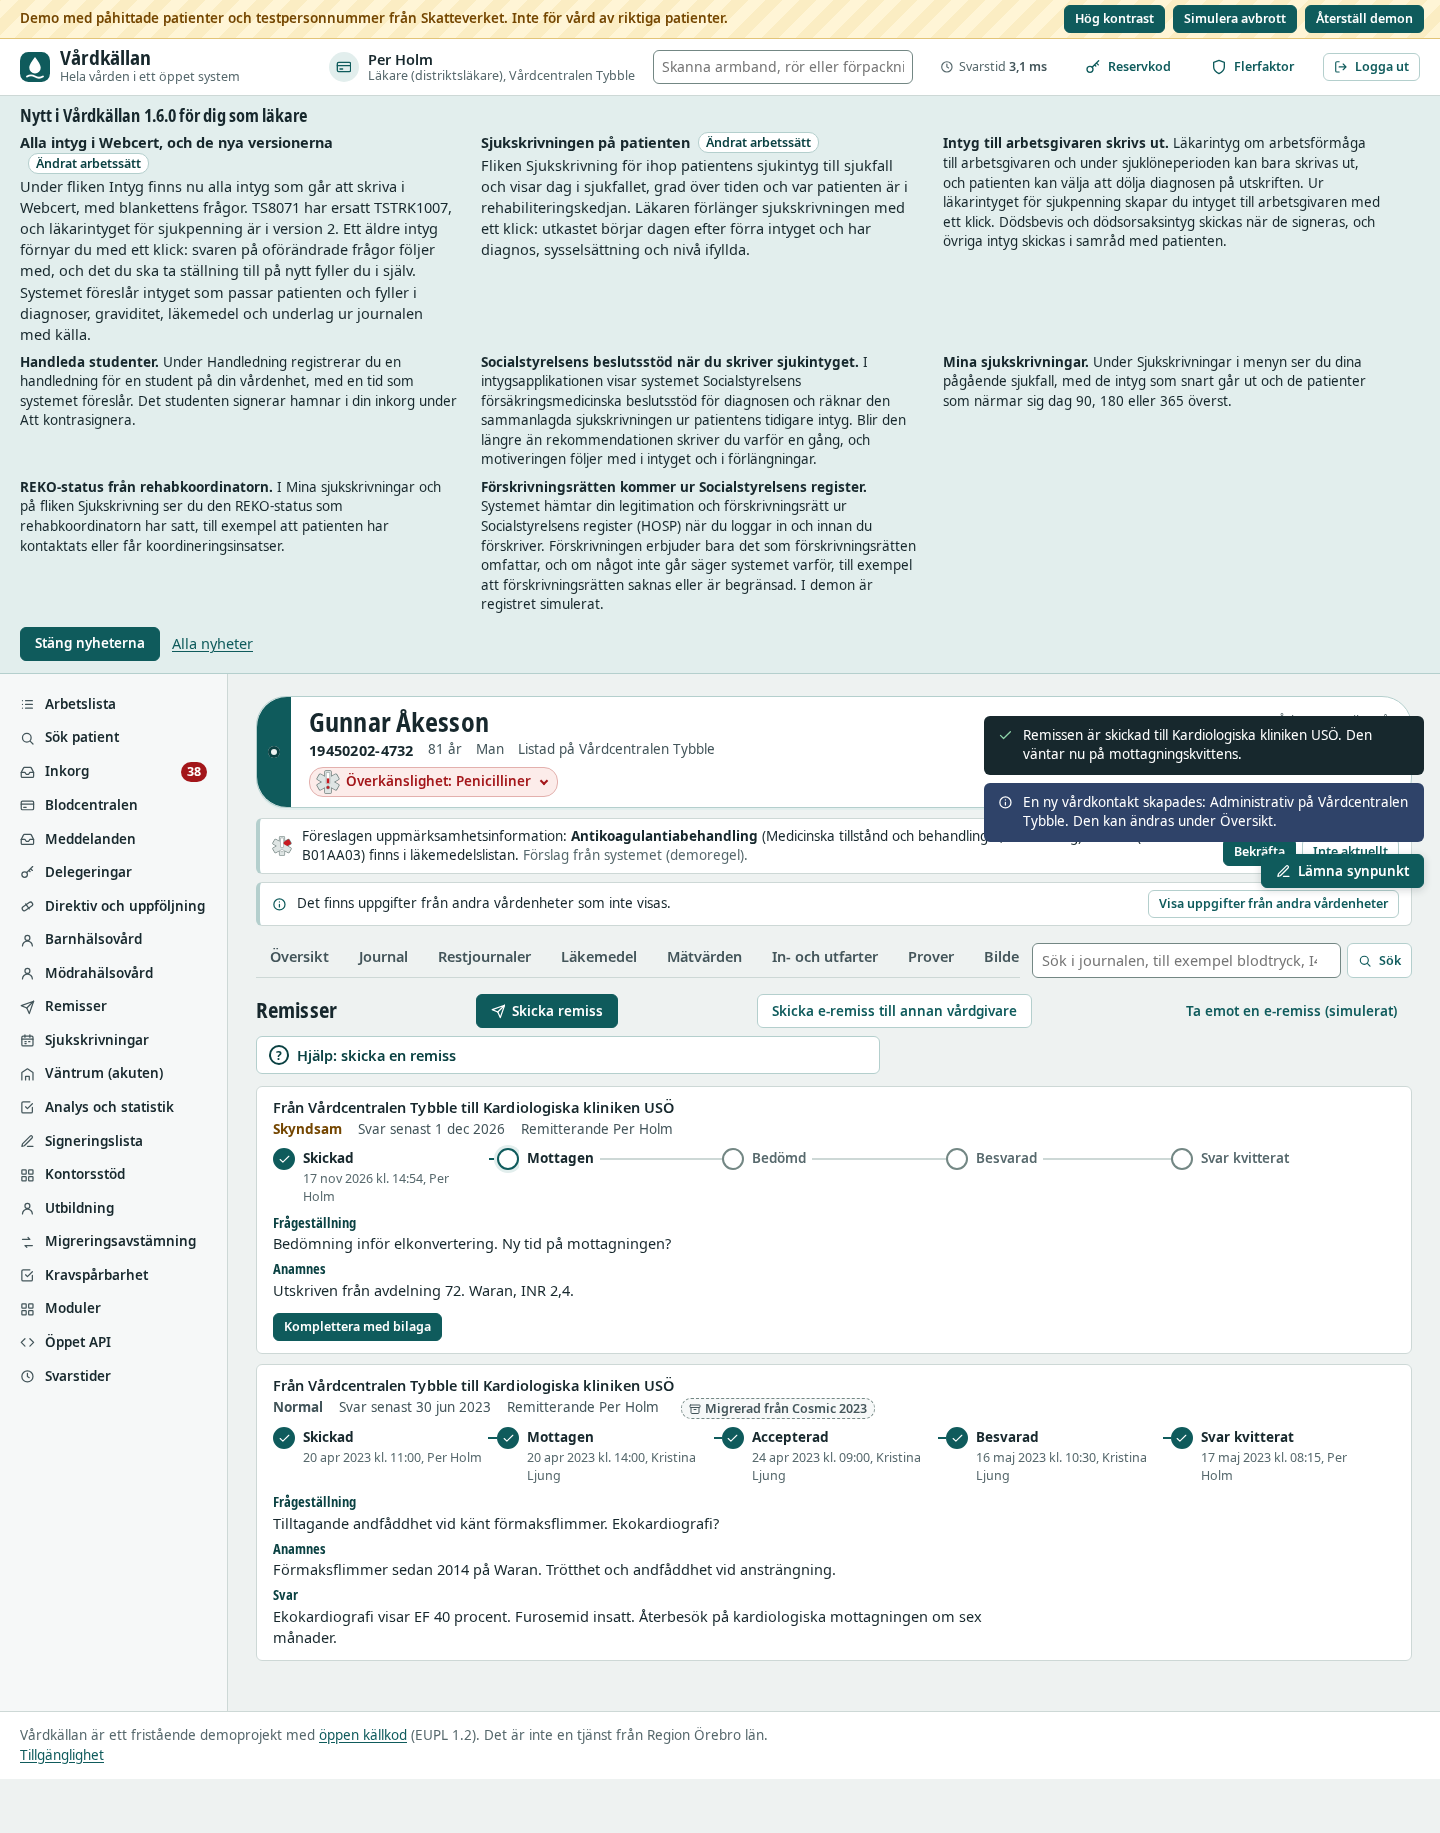 Demo med påhittade patienter och testpersonnummer från Skatteverket. Inte för vård av riktiga patienter.
Hög kontrast
Simulera avbrott
Återställ demon
Vårdkällan
Hela vården i ett öppet system
Per Holm
Läkare (distriktsläkare), Vårdcentralen Tybble
Skanna armband, rör eller förpackni
Svarstid 3,1 ms
Reservkod
Flerfaktor
Logga ut
Nytt i Vårdkällan 1.6.0 för dig som läkare
Alla intyg i Webcert, och de nya versionerna
Ändrat arbetssätt
Under fliken Intyg finns nu alla intyg som går att skriva i
Webcert, med blankettens frågor. TS8071 har ersatt TSTRK1007,
och läkarintyget för sjukpenning är i version 2. Ett äldre intyg
förnyar du med ett klick: svaren på oförändrade frågor följer
med, och det du ska ta ställning till på nytt fyller du i själv.
Systemet föreslår intyget som passar patienten och fyller i
diagnoser, graviditet, läkemedel och underlag ur journalen
med källa.
Sjukskrivningen på patienten Ändrat arbetssätt
Fliken Sjukskrivning för ihop patientens sjukintyg till sjukfall
och visar dag i sjukfallet, grad över tiden och var patienten är i
rehabiliteringskedjan. Läkaren förlänger sjukskrivningen med
ett klick: utkastet börjar dagen efter förra intyget och har
diagnos, sysselsättning och nivå ifyllda.
Intyg till arbetsgivaren skrivs ut. Läkarintyg om arbetsförmåga
till arbetsgivaren och under sjuklöneperioden kan bara skrivas ut,
och patienten kan välja att dölja diagnosen på utskriften. Ur
läkarintyget för sjukpenning skapar du intyget till arbetsgivaren med
ett klick. Dödsbevis och dödsorsaksintyg skickas när de signeras, och
övriga intyg skickas i samråd med patienten.
Handleda studenter. Under Handledning registrerar du en
handledning för en student på din vårdenhet, med en tid som
systemet föreslår. Det studenten signerar hamnar i din inkorg under
Att kontrasignera.
Socialstyrelsens beslutsstöd när du skriver sjukintyget. I
intygsapplikationen visar systemet Socialstyrelsens
försäkringsmedicinska beslutsstöd för diagnosen och räknar den
sammanlagda sjukskrivningen ur patientens tidigare intyg. Blir den
längre än rekommendationen skriver du varför en gång, och
motiveringen följer med i intyget och i förlängningar.
Mina sjukskrivningar. Under Sjukskrivningar i menyn ser du dina
pågående sjukfall, med de intyg som snart går ut och de patienter
som närmar sig dag 90, 180 eller 365 överst.
REKO-status från rehabkoordinatorn. I Mina sjukskrivningar och
på fliken Sjukskrivning ser du den REKO-status som
rehabkoordinatorn har satt, till exempel att patienten har
kontaktats eller får koordineringsinsatser.
Förskrivningsrätten kommer ur Socialstyrelsens register.
Systemet hämtar din legitimation och förskrivningsrätt ur
Socialstyrelsens register (HOSP) när du loggar in och innan du
förskriver. Förskrivningen erbjuder bara det som förskrivningsrätten
omfattar, och om något inte går säger systemet varför, till exempel
att förskrivningsrätten saknas eller är begränsad. I demon är
registret simulerat.
Stäng nyheterna
Alla nyheter
Arbetslista
Sök patient
Inkorg 38
Blodcentralen
Meddelanden
Delegeringar
Direktiv och uppföljning
Barnhälsovård
Mödrahälsovård
Remisser
Sjukskrivningar
Väntrum (akuten)
Analys och statistik
Signeringslista
Kontorsstöd
Utbildning
Migreringsavstämning
Kravspårbarhet
Moduler
Öppet API
Svarstider
Gunnar Åkesson
19450202-4732 81 år Man Listad på Vårdcentralen Tybble
Överkänslighet: Penicilliner
Remissen är skickad till Kardiologiska kliniken USÖ. Den
väntar nu på mottagningskvittens.
En ny vårdkontakt skapades: Administrativ på Vårdcentralen
Tybble. Den kan ändras under Översikt.
Föreslagen uppmärksamhetsinformation: Antikoagulantiabehandling (Medicinska tillstånd och behandling
B01AA03) finns i läkemedelslistan. Förslag från systemet (demoregel).
Bekräfta
Inte aktuellt
Lämna synpunkt
Det finns uppgifter från andra vårdenheter som inte visas.
Visa uppgifter från andra vårdenheter
Översikt
Journal
Restjournaler
Läkemedel
Mätvärden
In- och utfarter
Prover
Bilde
Sök i journalen, till exempel blodtryck, I
Sök
Remisser
Skicka remiss
Skicka e-remiss till annan vårdgivare
Ta emot en e-remiss (simulerat)
? Hjälp: skicka en remiss
Från Vårdcentralen Tybble till Kardiologiska kliniken USÖ
Skyndsam Svar senast 1 dec 2026 Remitterande Per Holm
Skickad
17 nov 2026 kl. 14:54, Per
Holm
Mottagen
Bedömd
Besvarad
Svar kvitterat
Frågeställning
Bedömning inför elkonvertering. Ny tid på mottagningen?
Anamnes
Utskriven från avdelning 72. Waran, INR 2,4.
Komplettera med bilaga
Från Vårdcentralen Tybble till Kardiologiska kliniken USÖ
Normal Svar senast 30 jun 2023 Remitterande Per Holm Migrerad från Cosmic 2023
Skickad
20 apr 2023 kl. 11:00, Per Holm
Mottagen
20 apr 2023 kl. 14:00, Kristina
Ljung
Accepterad
24 apr 2023 kl. 09:00, Kristina
Ljung
Besvarad
16 maj 2023 kl. 10:30, Kristina
Ljung
Svar kvitterat
17 maj 2023 kl. 08:15, Per
Holm
Frågeställning
Tilltagande andfåddhet vid känt förmaksflimmer. Ekokardiografi?
Anamnes
Förmaksflimmer sedan 2014 på Waran. Trötthet och andfåddhet vid ansträngning.
Svar
Ekokardiografi visar EF 40 procent. Furosemid insatt. Återbesök på kardiologiska mottagningen om sex
månader.
Vårdkällan är ett fristående demoprojekt med öppen källkod (EUPL 1.2). Det är inte en tjänst från Region Örebro län.
Tillgänglighet